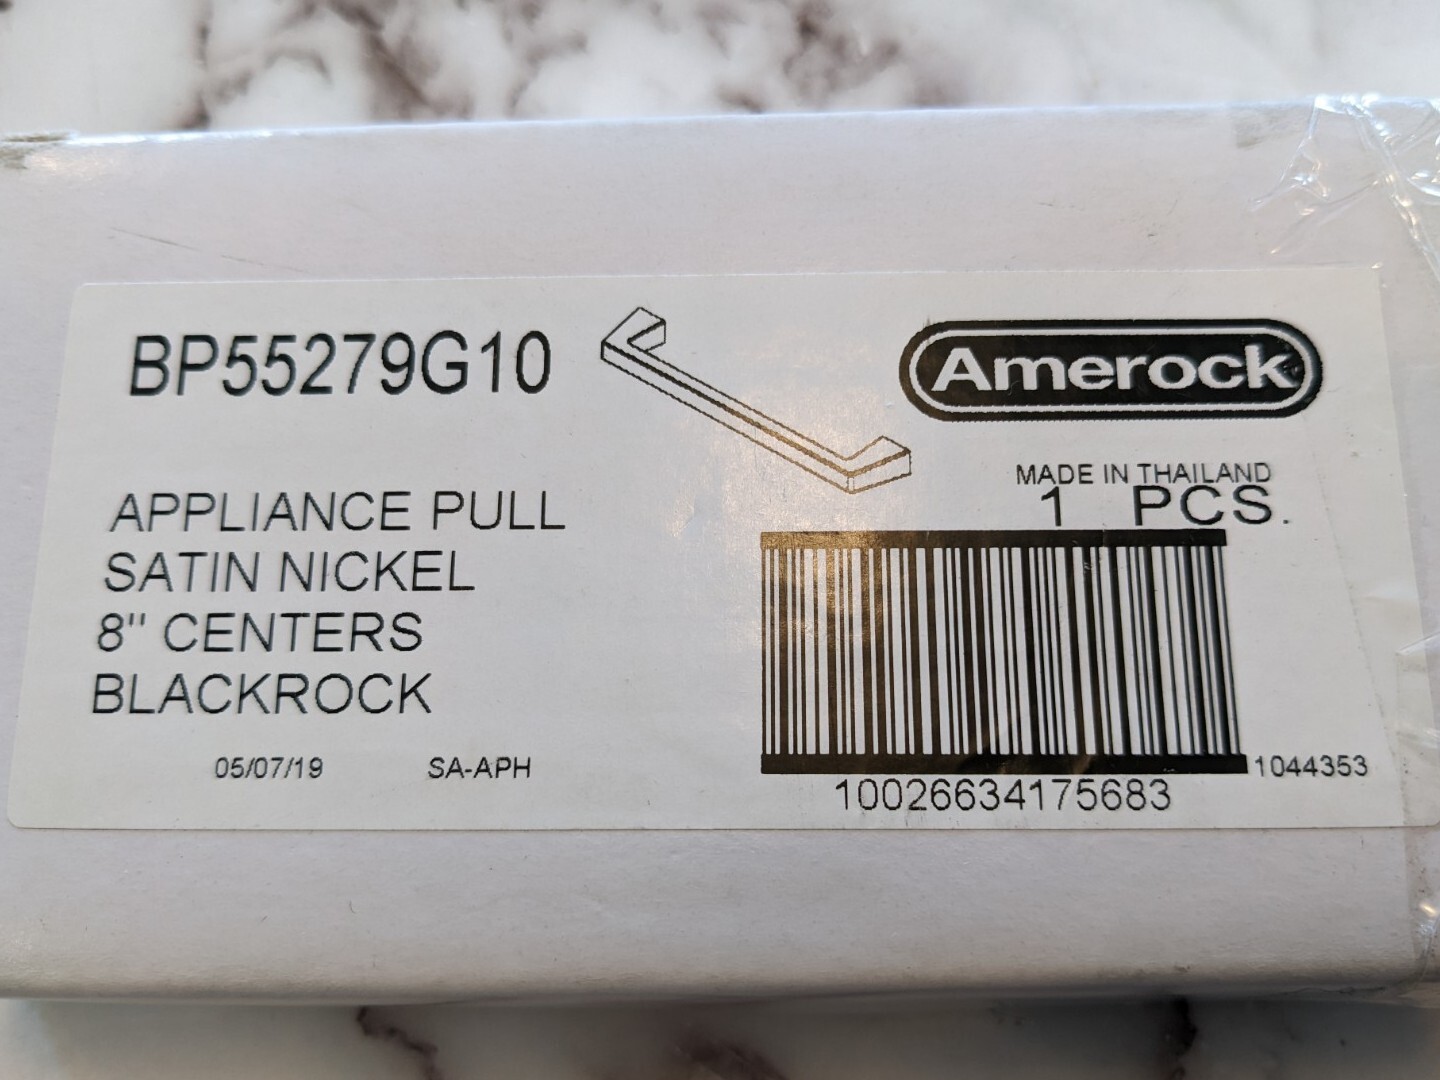 BP55279G10
Amerock
MADE IN THAILAND
1 PCS.
APPLIANCE PULL
SATIN NICKEL
8" CENTERS
BLACKROCK
05/07/19 SA-APH
1044353
10026634175683